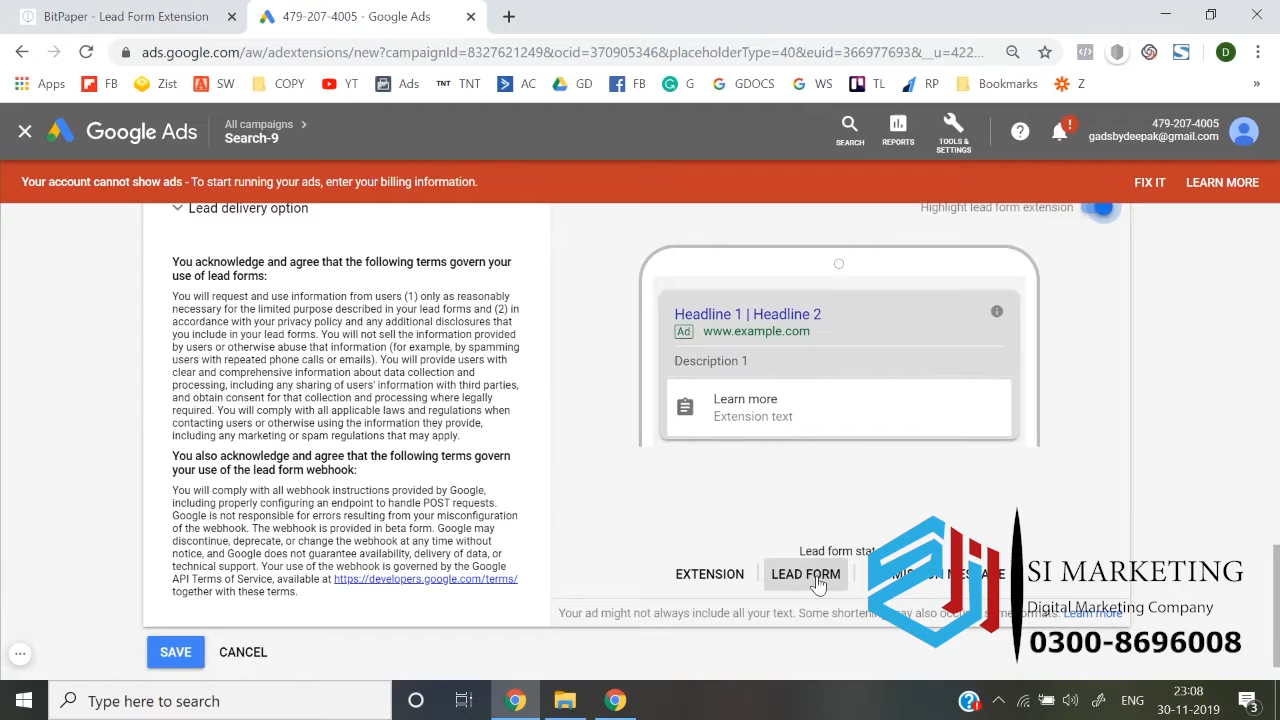 BitPaper - Lead Form Extension
479-207-4005 - Google Ads
ads.google.com/aw/adextensions/new?campaignId=8327621249&ocid=370905346&placeholderType=40&euid=366977693&__u=422...
D
Apps FB Zist SW COPY YT Ads TNT TNT AC GD FB G GDOCS WS TL RP Bookmarks Z »
Google Ads
All campaigns
Search-9
SEARCH
REPORTS
TOOLS &
SETTINGS
479-207-4005
gadsbydeepak@gmail.com
Your account cannot show ads - To start running your ads, enter your billing information.
FIX IT
LEARN MORE
Lead delivery option
Highlight lead form extension
You acknowledge and agree that the following terms govern your
use of lead forms:
You will request and use information from users (1) only as reasonably
necessary for the limited purpose described in your lead forms and (2) in
accordance with your privacy policy and any additional disclosures that
you include in your lead forms. You will not sell the information provided
by users or otherwise abuse that information (for example, by spamming
users with repeated phone calls or emails). You will provide users with
clear and comprehensive information about data collection and
processing, including any sharing of users' information with third parties,
and obtain consent for that collection and processing where legally
required. You will comply with all applicable laws and regulations when
contacting users or otherwise using the information they provide,
including any marketing or spam regulations that may apply.
You also acknowledge and agree that the following terms govern
your use of the lead form webhook:
You will comply with all webhook instructions provided by Google,
including properly configuring an endpoint to handle POST requests.
Google is not responsible for errors resulting from your misconfiguration
of the webhook. The webhook is provided in beta form. Google may
discontinue, deprecate, or change the webhook at any time without
notice, and Google does not guarantee availability, delivery of data, or
technical support. Your use of the webhook is governed by the Google
API Terms of Service, available at https://developers.google.com/terms/
together with these terms.
Headline 1 | Headline 2
Ad www.example.com
Description 1
Learn more
Extension text
Lead form
EXTENSION
LEAD FORM
Your ad might not always include all your text. Some
Learn more
SI MARKETING
Digital Marketing Company
0300-8696008
SAVE
CANCEL
Type here to search
ENG
23:08
30-11-2019
3